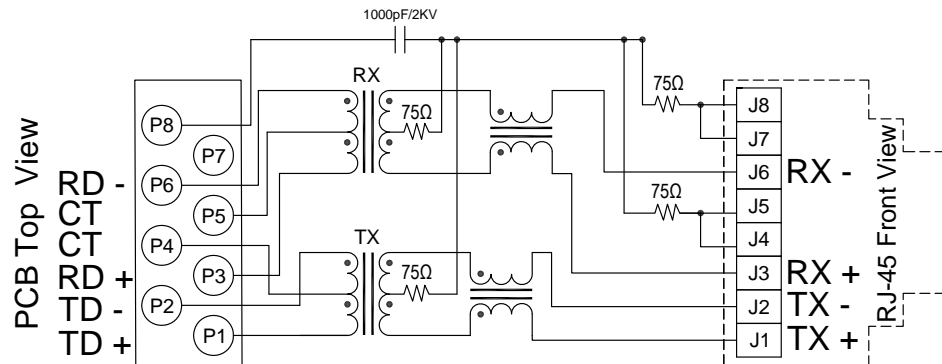 1000pF/2KV
RX
75Ω
75Ω
J8
P8
J7
P7
J6
RX -
P6
RD -
75Ω
J5
P5
CT
J4
P4
CT
TX
75Ω
J3
RX +
P3
RD +
J2
TX -
P2
TD -
J1
TX +
P1
TD +
PCB Top View
RJ-45 Front View